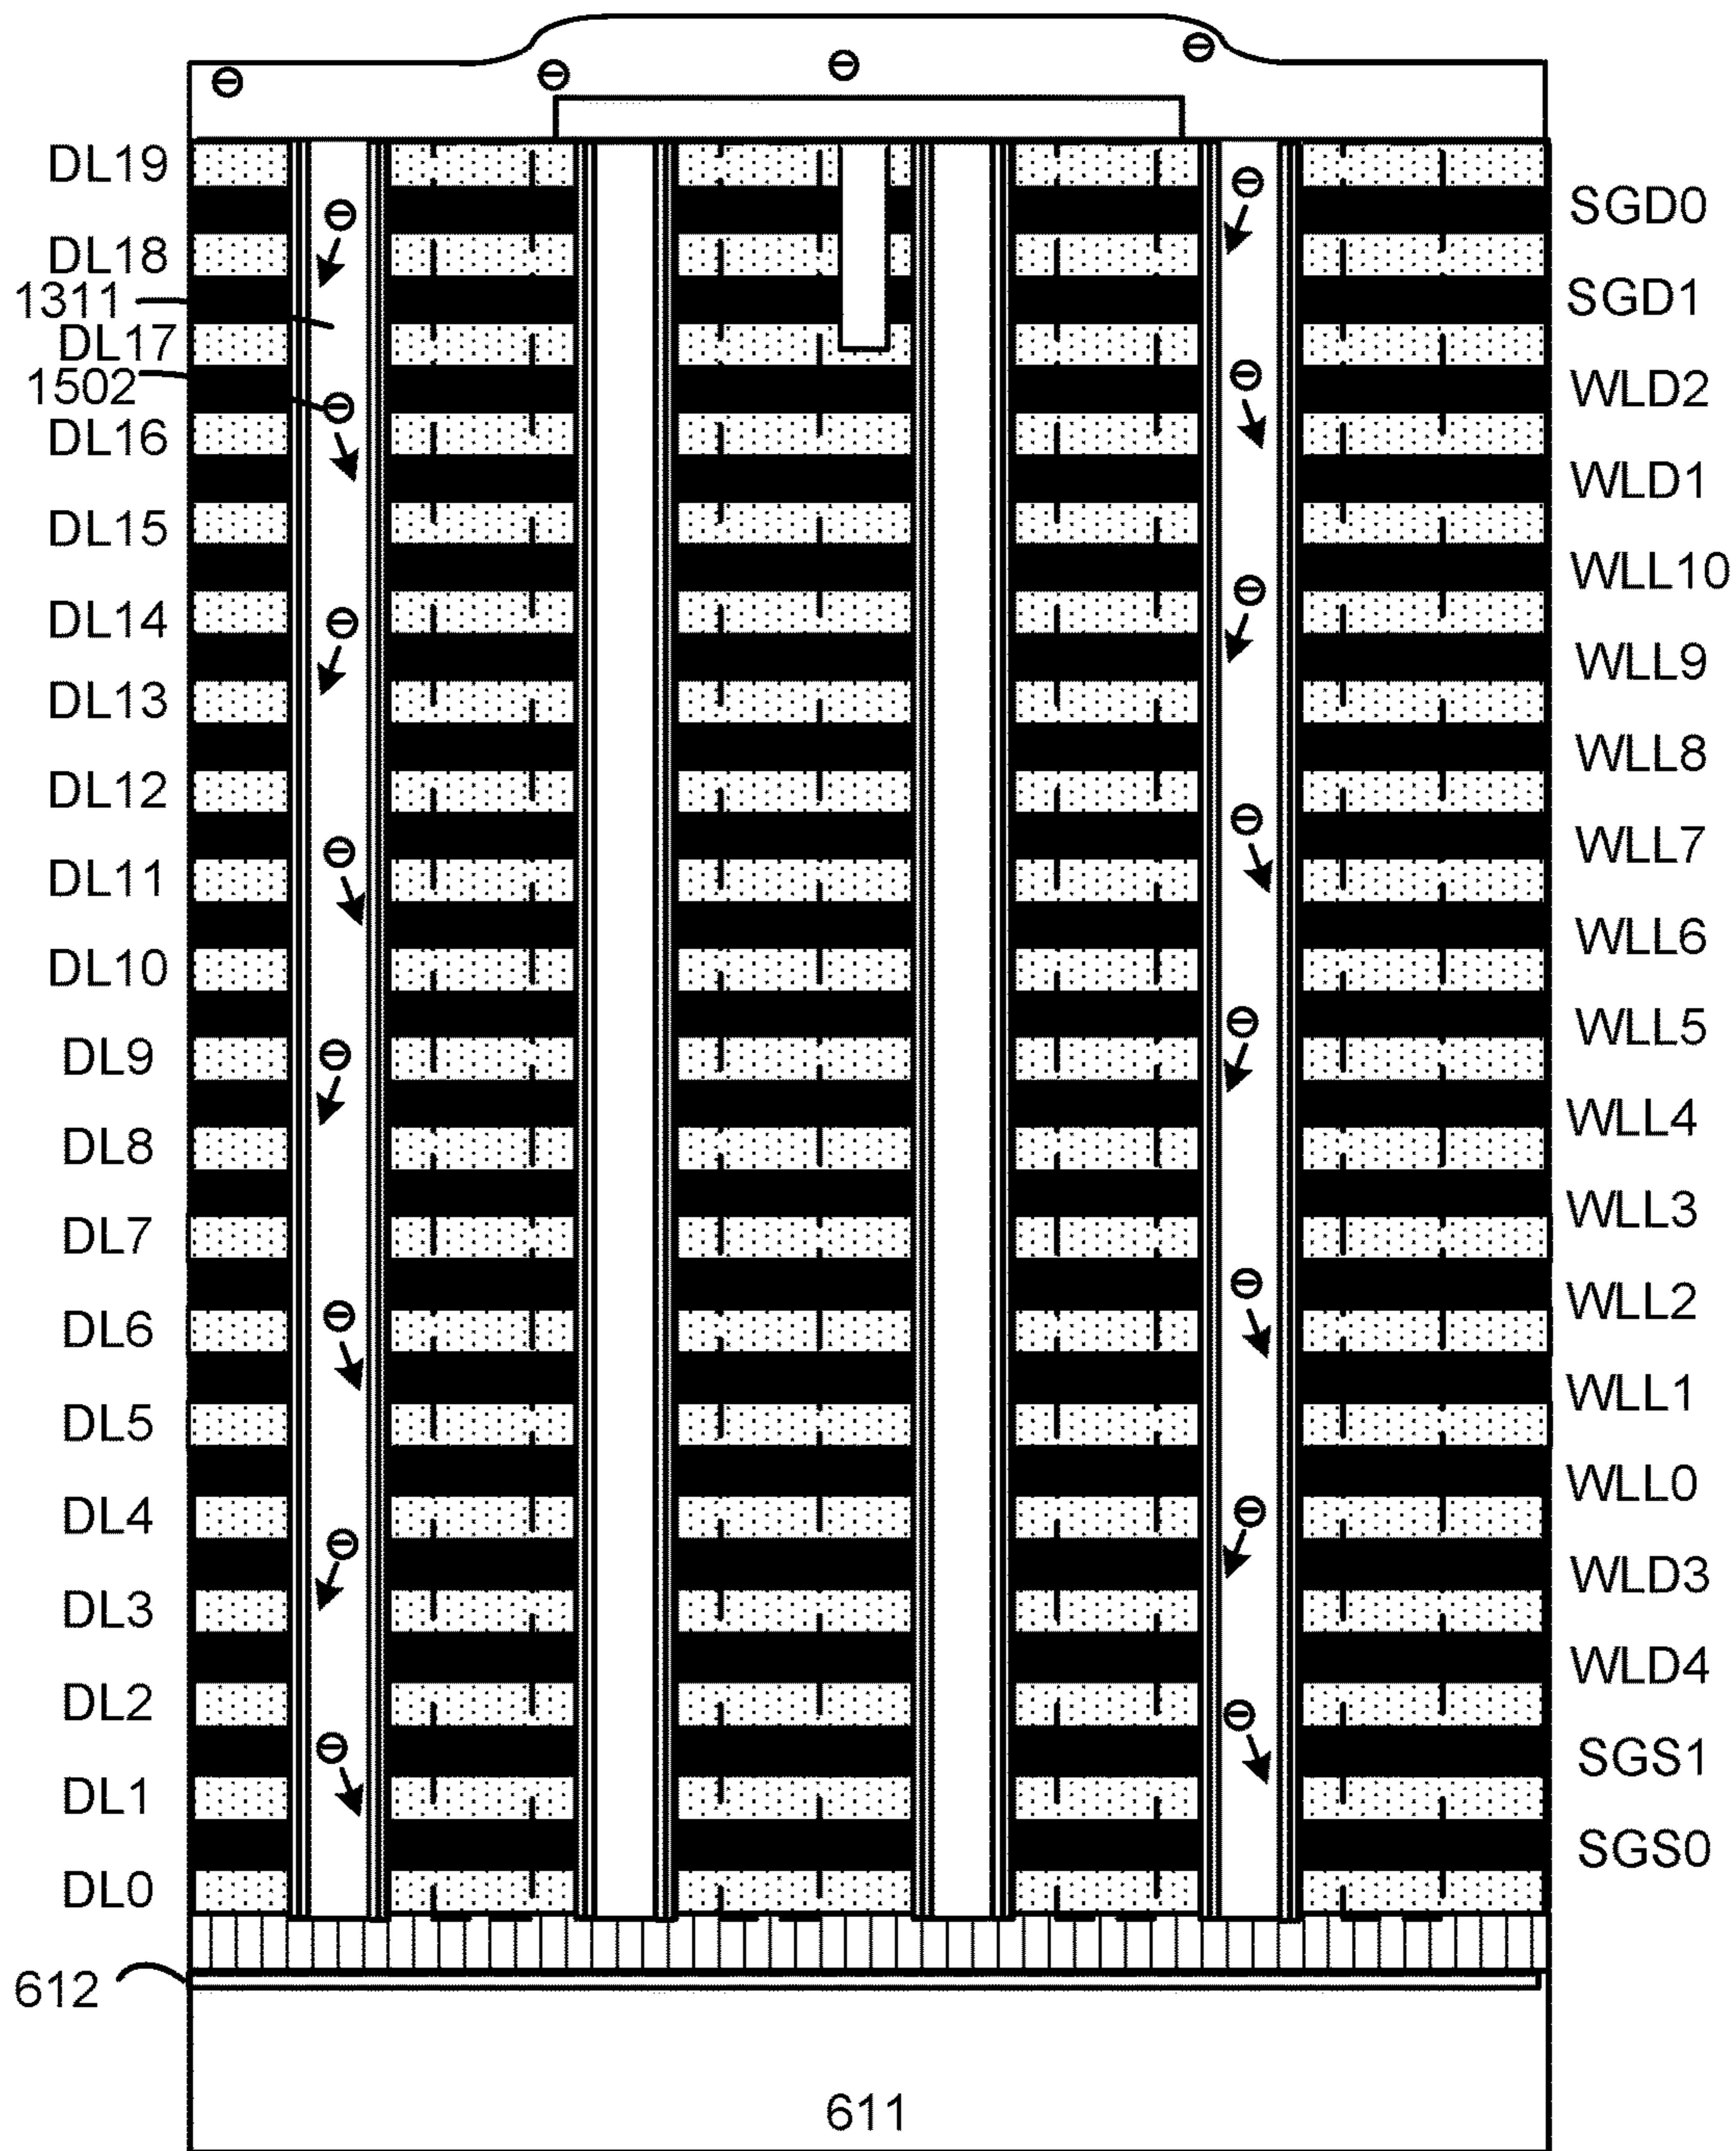 DL19
SGD0
DL18
1311
SGD1
DL17
1502
WLD2
DL16
WLD1
DL15
WLL10
DL14
WLL9
DL13
WLL8
DL12
WLL7
DL11
WLL6
DL10
WLL5
DL9
WLL4
DL8
WLL3
DL7
WLL2
DL6
WLL1
DL5
WLL0
DL4
WLD3
DL3
WLD4
DL2
SGS1
DL1
SGS0
DL0
612
611